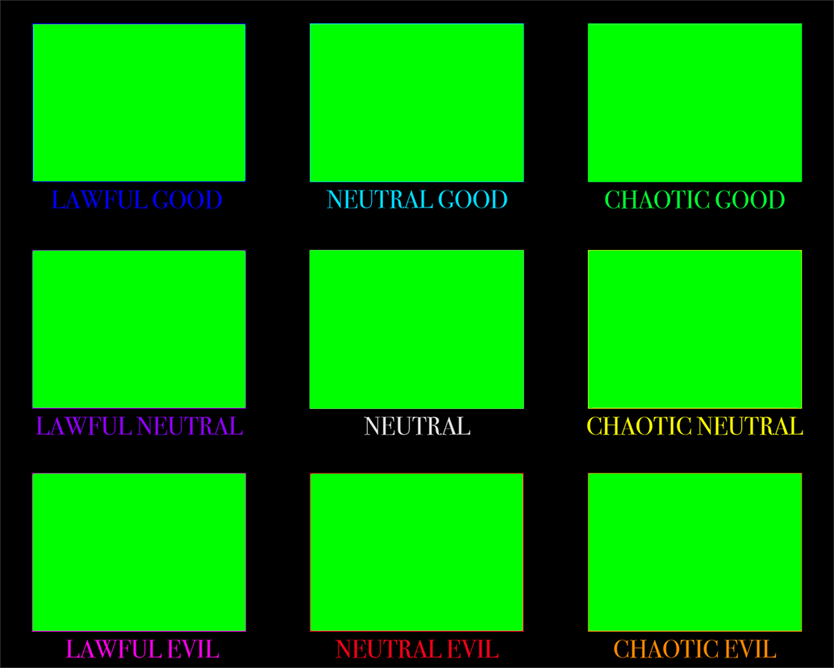 LAWFUL GOOD
NEUTRAL GOOD
CHAOTIC GOOD
LAWFUL NEUTRAL
NEUTRAL
CHAOTIC NEUTRAL
LAWFUL EVIL
NEUTRAL EVIL
CHAOTIC EVIL